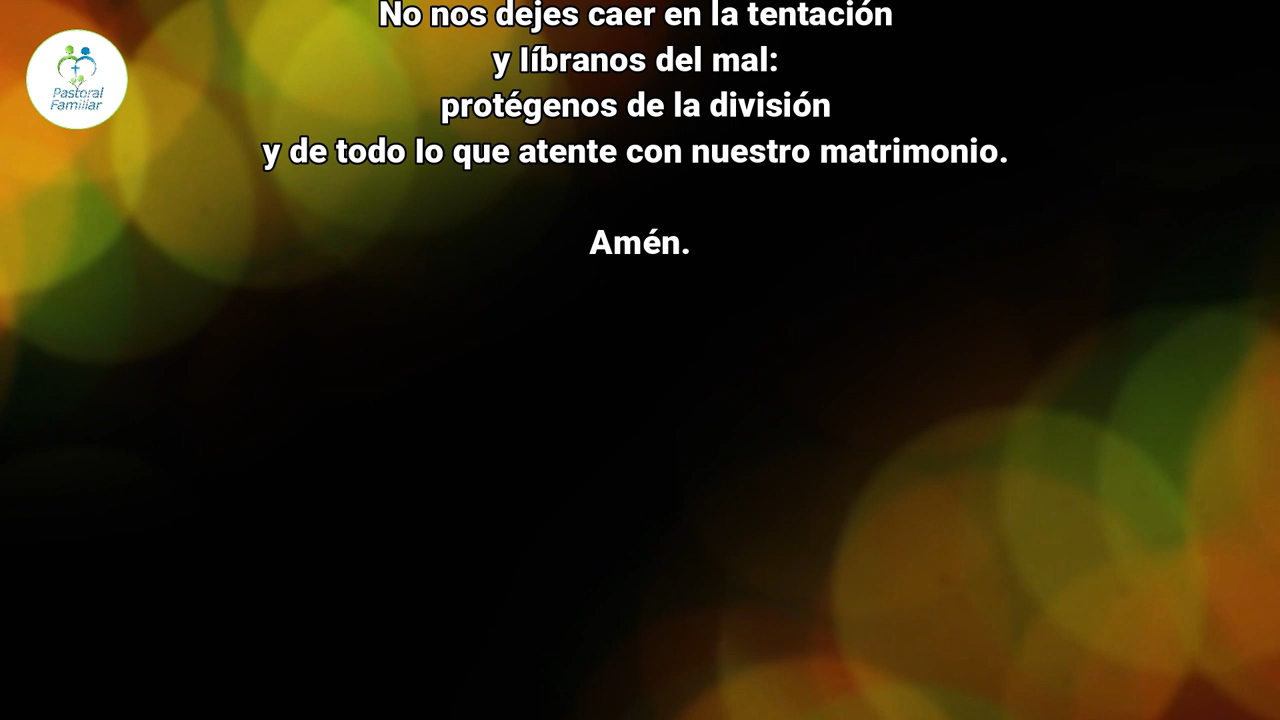 No nos dejes caer en la tentación
Pastoral
Familiar
y líbranos del mal:
protégenos de la división
y de todo lo que atente con nuestro matrimonio.
Amén.